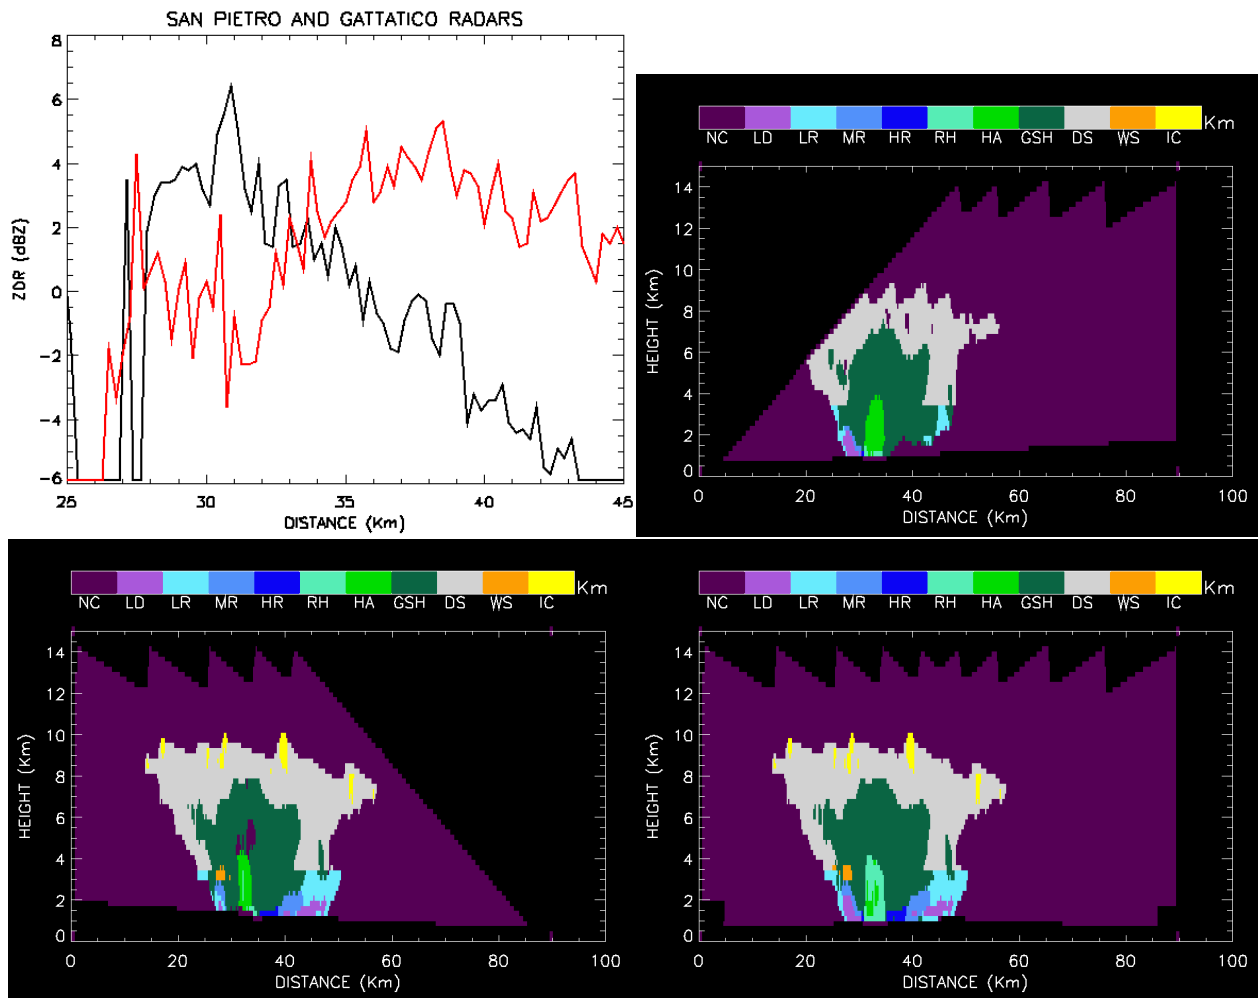 SAN PIETRO AND GATTATICO RADARS
8
6
4
2
0
−2
−4
−6
ZDR (dBZ)
25 30 35 40 45
DISTANCE (Km)
NC LD LR MR HR RH HA GSH DS WS IC Km
14
12
10
8
6
4
2
0
HEIGHT (Km)
0 20 40 60 80 100
DISTANCE (Km)
NC LD LR MR HR RH HA GSH DS WS IC Km
14
12
10
8
6
4
2
0
HEIGHT (Km)
0 20 40 60 80 100
DISTANCE (Km)
NC LD LR MR HR RH HA GSH DS WS IC Km
14
12
10
8
6
4
2
0
HEIGHT (Km)
0 20 40 60 80 100
DISTANCE (Km)